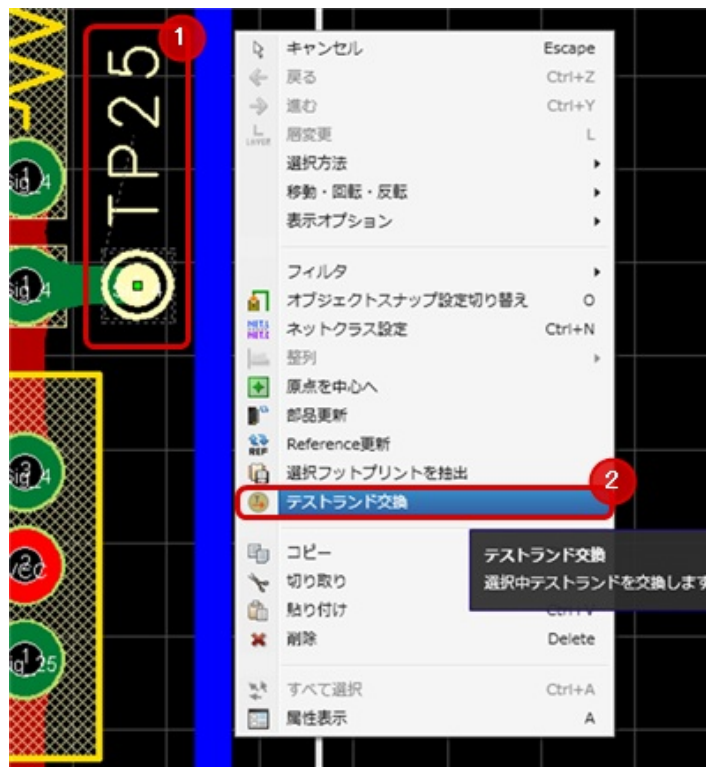 1
TP25
キャンセル Escape
戻る Ctrl+Z
進む Ctrl+Y
LAYER 層変更 L
選択方法
移動・回転・反転
表示オプション
フィルタ
オブジェクトスナップ設定切り替え O
ネットクラス設定 Ctrl+N
整列
原点を中心へ
部品更新
REF Reference更新
選択フットプリントを抽出
2
テストランド交換
テストランド交換
選択中テストランドを交換します
コピー
切り取り
貼り付け Ctrl+V
削除 Delete
すべて選択 Ctrl+A
属性表示 A